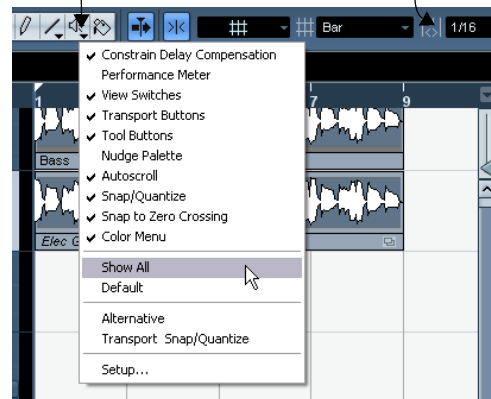 Bar
1/16
Constrain Delay Compensation
Performance Meter
View Switches
Transport Buttons
Tool Buttons
Nudge Palette
Autoscroll
Snap/Quantize
Snap to Zero Crossing
Color Menu
Show All
Default
Alternative
Transport Snap/Quantize
Setup...
1
7
9
Bass
Elec G